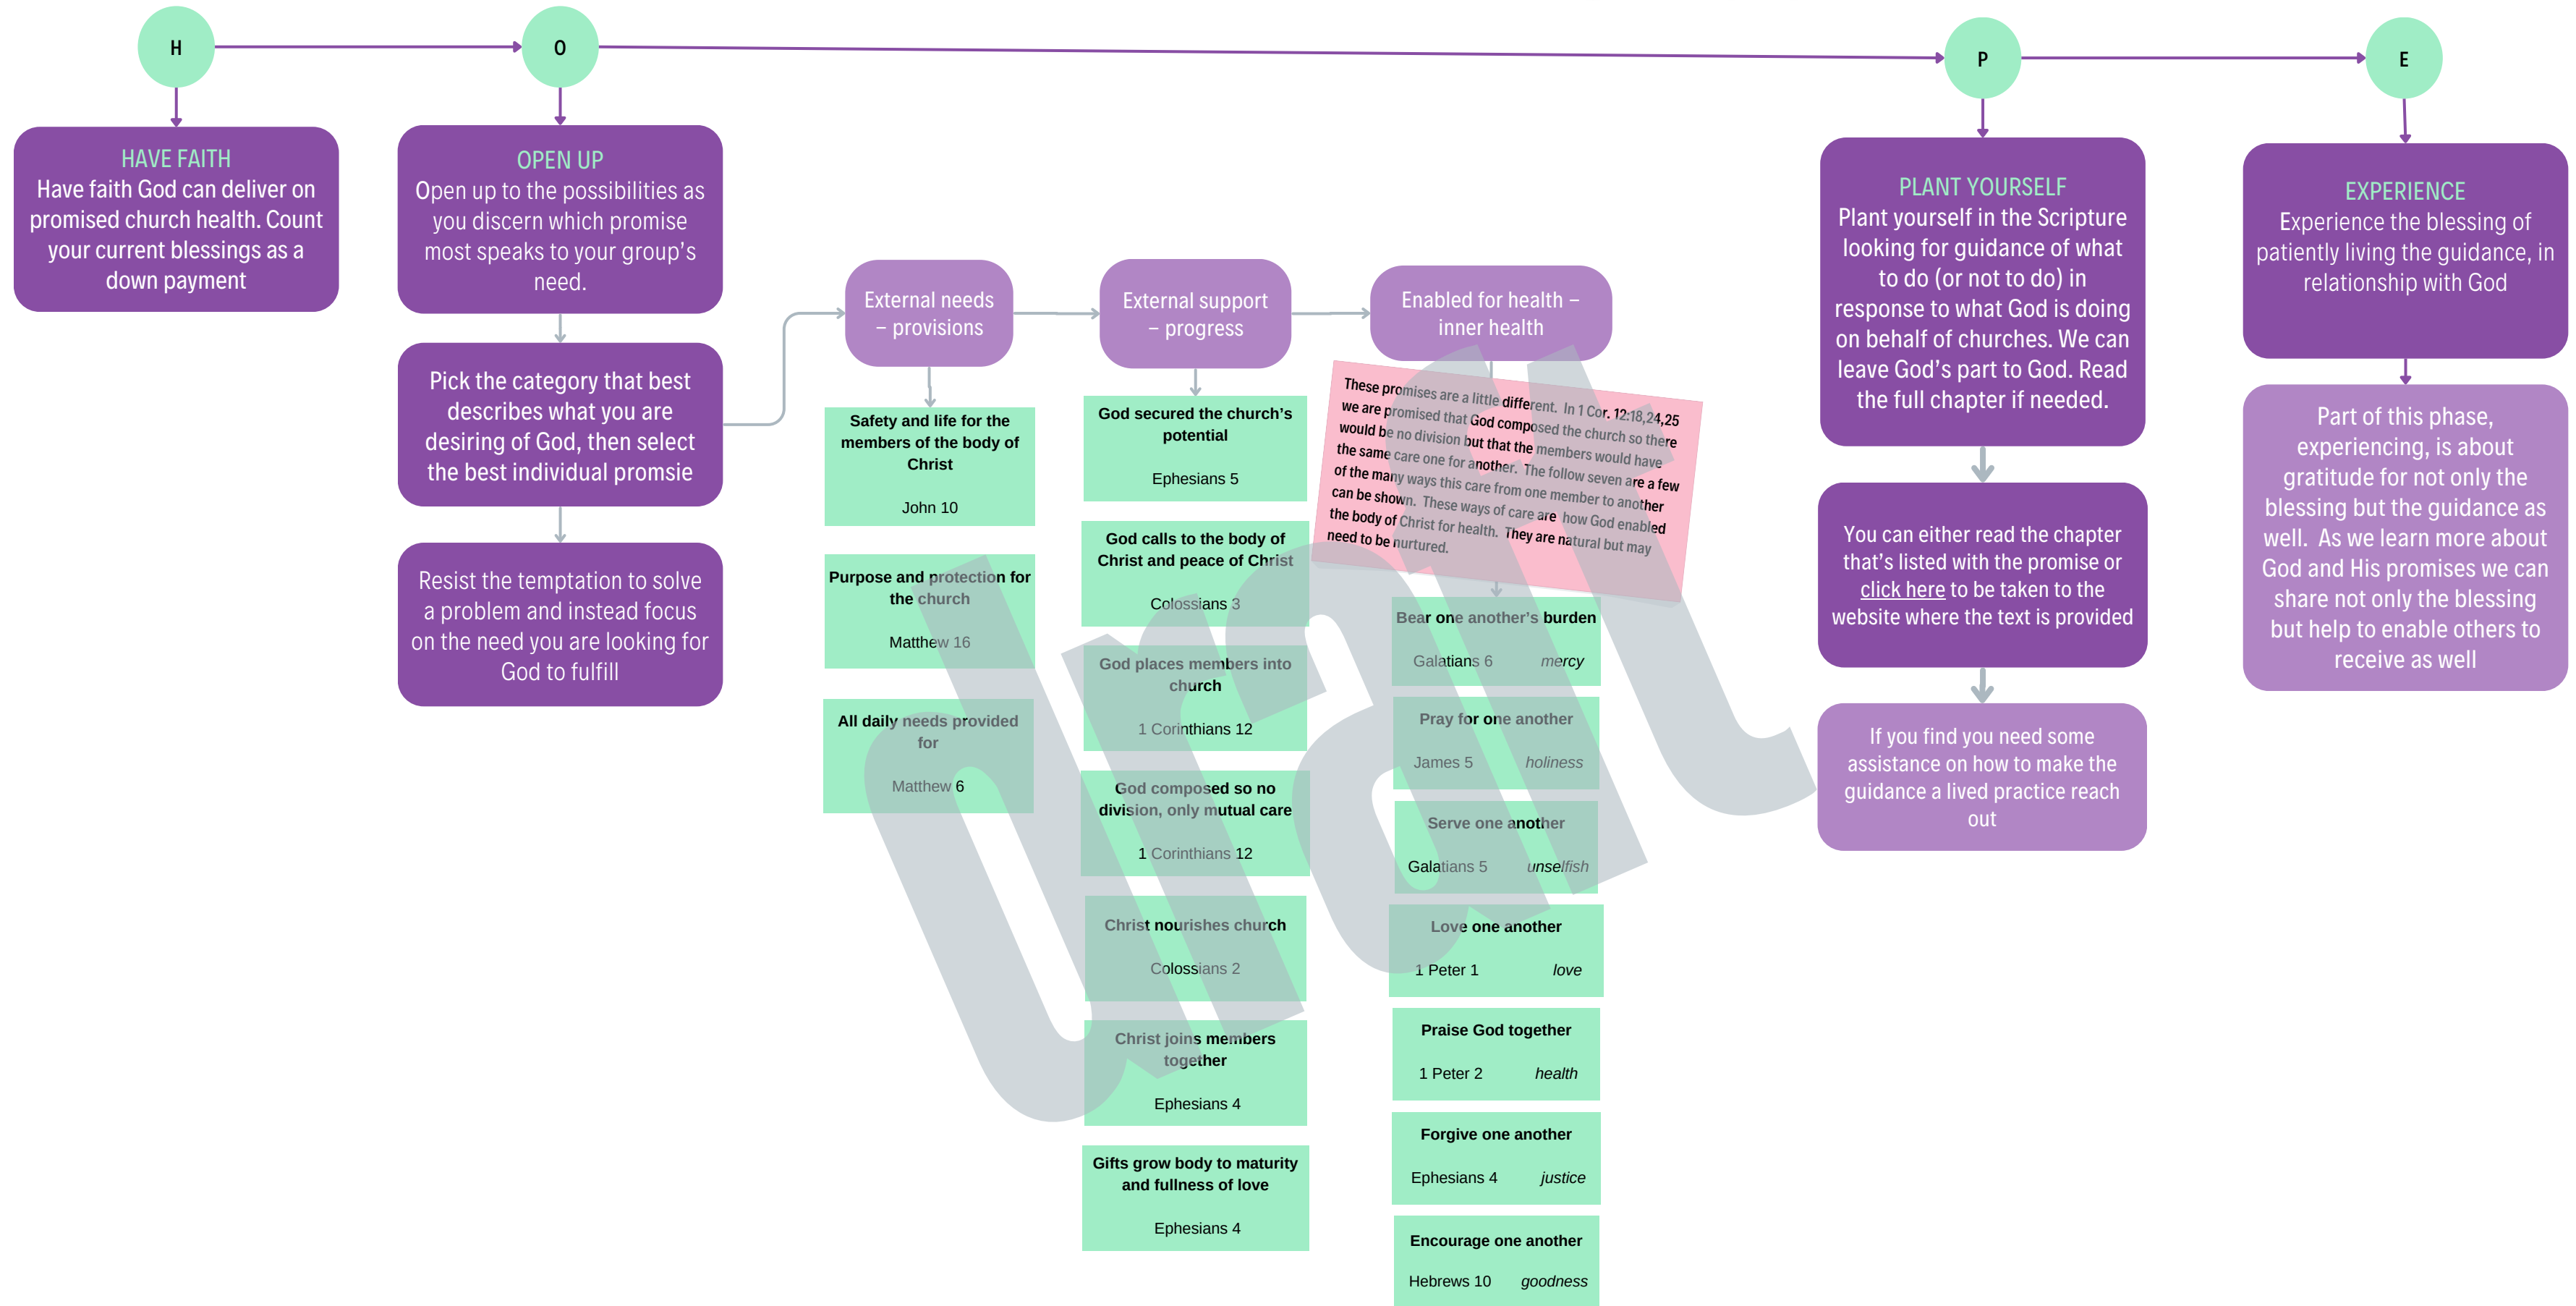 H
O
P
E
HAVE FAITH
Have faith God can deliver on
promised church health. Count
your current blessings as a
down payment
OPEN UP
Open up to the possibilities as
you discern which promise
most speaks to your group's
need.
Pick the category that best
describes what you are
desiring of God, then select
the best individual promsie
Resist the temptation to solve
a problem and instead focus
on the need you are looking for
God to fulfill
External needs
– provisions
Safety and life for the
members of the body of
Christ
John 10
Purpose and protection for
the church
Matthew 16
All daily needs provided
for
Matthew 6
External support
– progress
God secured the church's
potential
Ephesians 5
God calls to the body of
Christ and peace of Christ
Colossians 3
God places members into
church
1 Corinthians 12
God composed so no
division, only mutual care
1 Corinthians 12
Christ nourishes church
Colossians 2
Christ joins members
together
Ephesians 4
Gifts grow body to maturity
and fullness of love
Ephesians 4
Enabled for health –
inner health
These promises are a little different. In 1 Cor. 12:18,24,25
we are promised that God composed the church so there
would be no division but that the members would have
the same care one for another. The follow seven are a few
of the many ways this care from one member to another
can be shown. These ways of care are how God enabled
the body of Christ for health. They are natural but may
need to be nurtured.
Bear one another's burden
Galatians 6 mercy
Pray for one another
James 5 holiness
Serve one another
Galatians 5 unselfish
Love one another
1 Peter 1 love
Praise God together
1 Peter 2 health
Forgive one another
Ephesians 4 justice
Encourage one another
Hebrews 10 goodness
PLANT YOURSELF
Plant yourself in the Scripture
looking for guidance of what
to do (or not to do) in
response to what God is doing
on behalf of churches. We can
leave God's part to God. Read
the full chapter if needed.
You can either read the chapter
that's listed with the promise or
click here to be taken to the
website where the text is provided
If you find you need some
assistance on how to make the
guidance a lived practice reach
out
EXPERIENCE
Experience the blessing of
patiently living the guidance, in
relationship with God
Part of this phase,
experiencing, is about
gratitude for not only the
blessing but the guidance as
well. As we learn more about
God and His promises we can
share not only the blessing
but help to enable others to
receive as well
draft